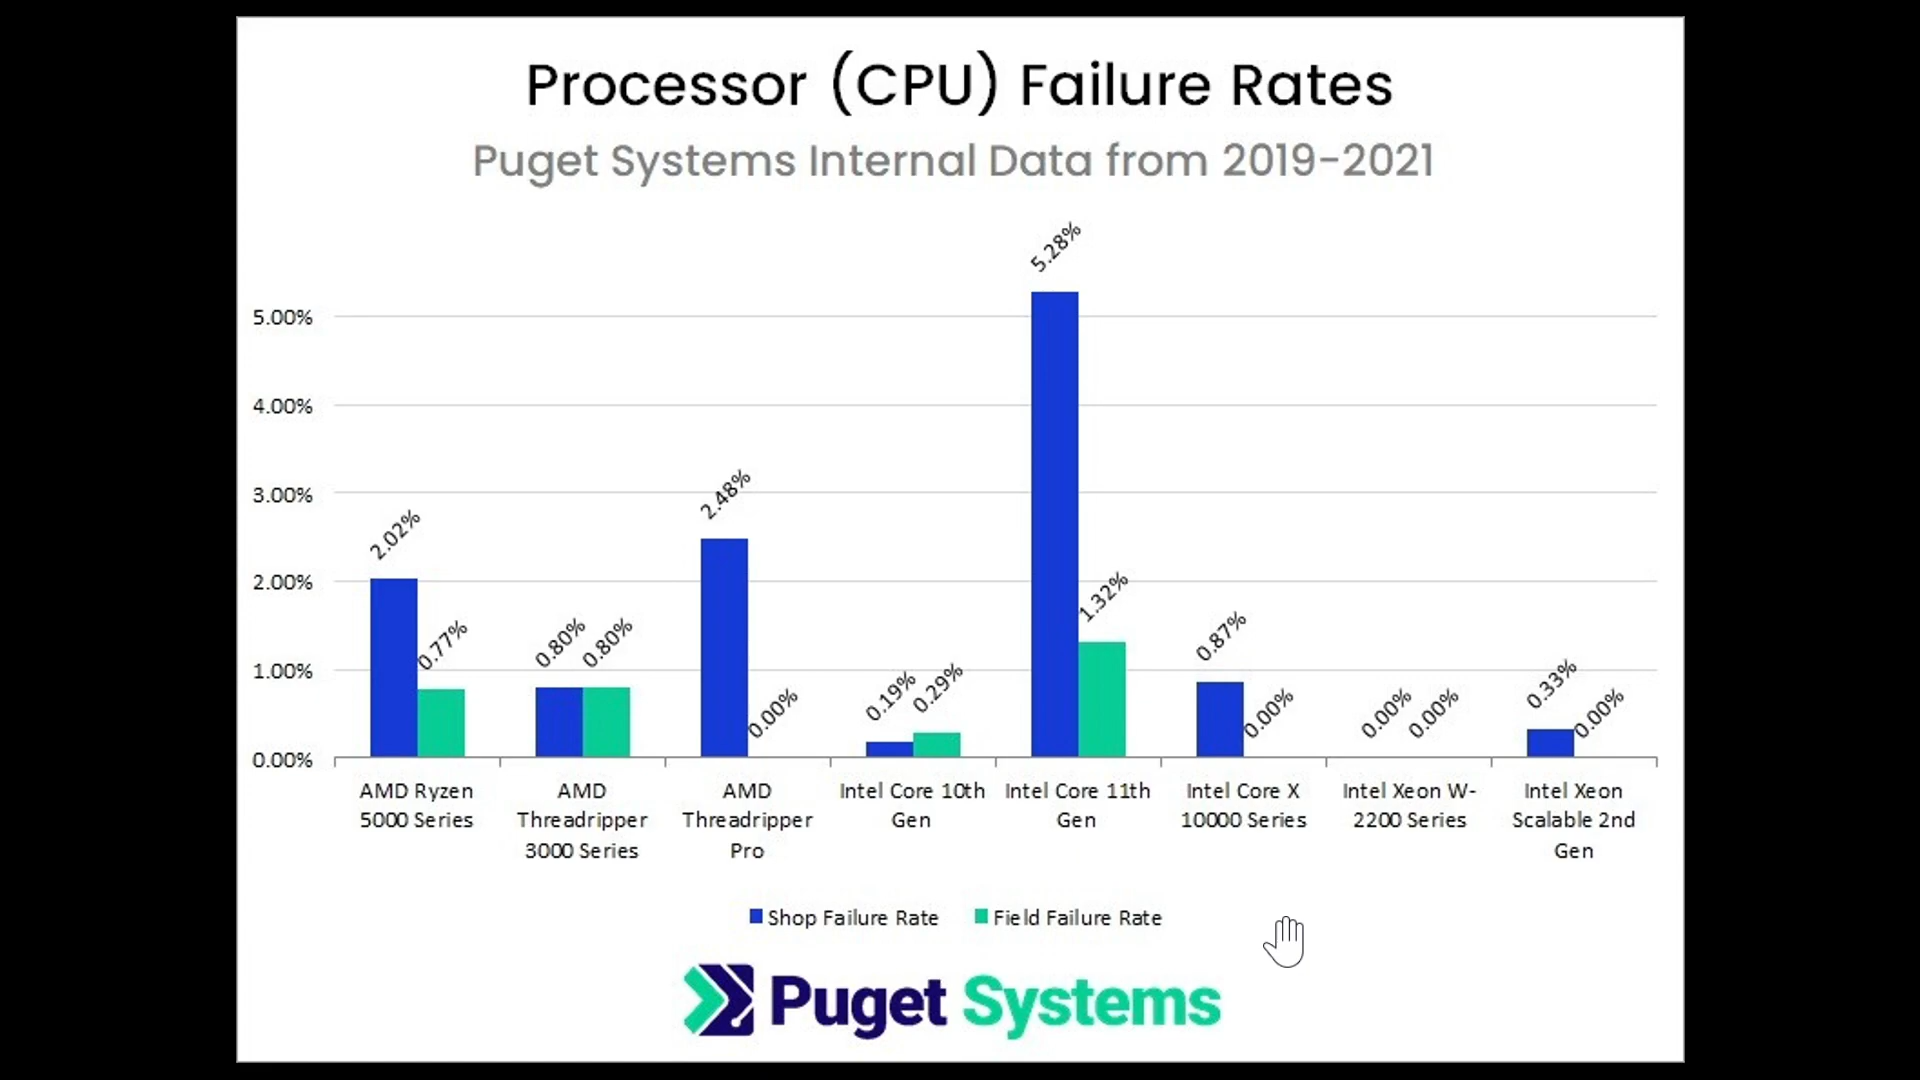 Processor (CPU) Failure Rates
Puget Systems Internal Data from 2019-2021
5.00%
4.00%
3.00%
2.00%
1.00%
0.00%
2.02%
0.77%
0.80%
0.80%
2.48%
0.00%
0.19%
0.29%
5.28%
1.32%
0.87%
0.00%
0.00%
0.00%
0.33%
0.00%
AMD Ryzen
5000 Series
AMD
Threadripper
3000 Series
AMD
Threadripper
Pro
Intel Core 10th
Gen
Intel Core 11th
Gen
Intel Core X
10000 Series
Intel Xeon W-
2200 Series
Intel Xeon
Scalable 2nd
Gen
Shop Failure Rate
Field Failure Rate
Puget Systems